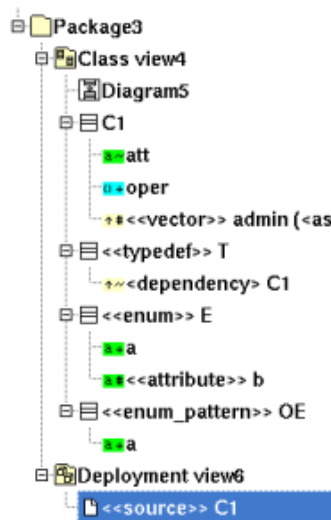 Package3
Class view4
Diagram5
C1
a~ att
o+ oper
<<vector>> admin (<as
<<typedef>> T
<dependency> C1
<<enum>> E
a+ a
a# <<attribute>> b
<<enum_pattern>> OE
a+ a
Deployment view6
<<source>> C1